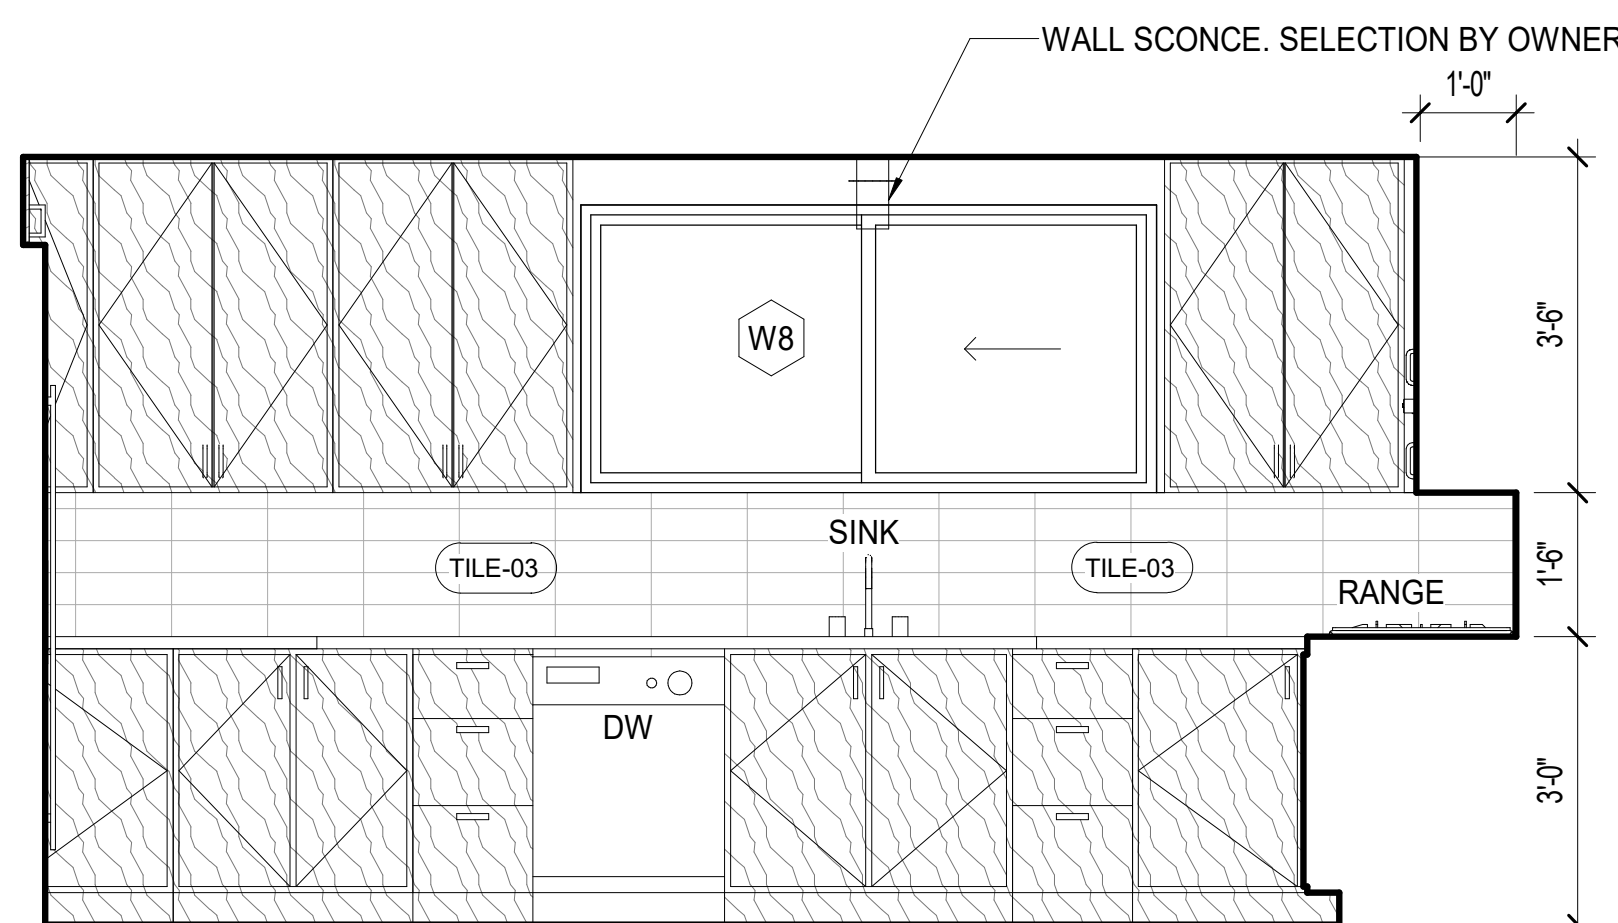 WALL SCONCE. SELECTION BY OWNER
1'-0"
3'-6"
W8
SINK
TILE-03
TILE-03
1'-6"
RANGE
DW
3'-0"